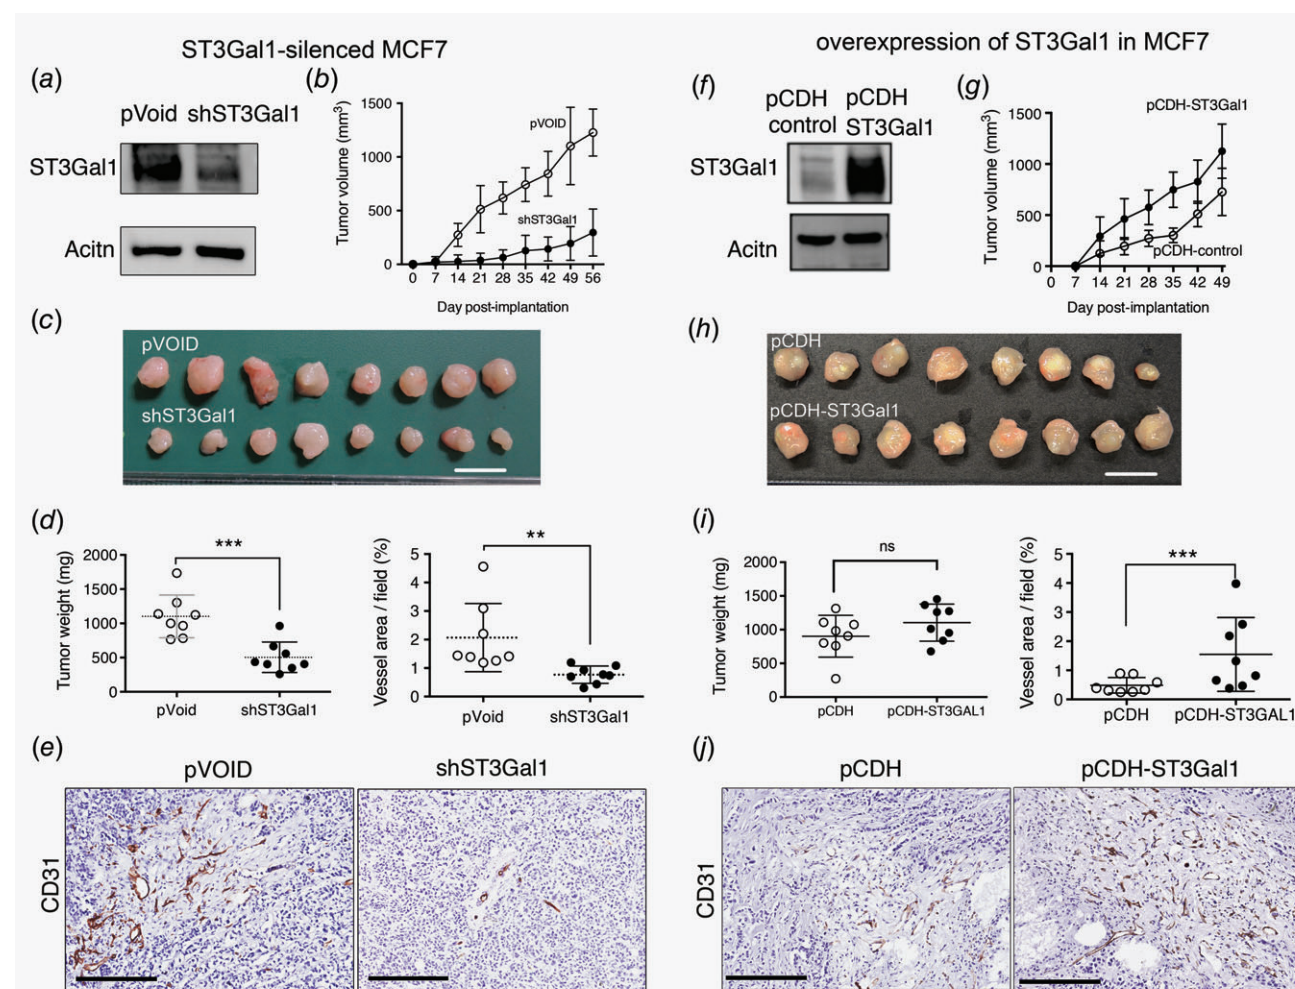 ST3Gal1-silenced MCF7
(a)
pVoid shST3Gal1
ST3Gal1
Acitn
(b)
Tumor volume (mm³)
1500
1000
500
0
pVOID
shST3Gal1
0 7 14 21 28 35 42 49 56
Day post-implantation
(c)
pVOID
shST3Gal1
(d)
Tumor weight (mg)
2000
1500
1000
500
0
***
pVoid shST3Gal1
Vessel area / field (%)
5
4
3
2
1
0
**
pVoid shST3Gal1
(e)
pVOID shST3Gal1
CD31
overexpression of ST3Gal1 in MCF7
(f)
pCDH pCDH
control ST3Gal1
ST3Gal1
Acitn
(g)
Tumor volume (mm³)
1500
1000
500
0
pCDH-ST3Gal1
pCDH-control
0 7 14 21 28 35 42 49
Day post-implantation
(h)
pCDH
pCDH-ST3Gal1
(i)
Tumor weight (mg)
2000
1500
1000
500
0
ns
pCDH pCDH-ST3GAL1
Vessel area / field (%)
5
4
3
2
1
0
***
pCDH pCDH-ST3GAL1
(j)
pCDH pCDH-ST3Gal1
CD31